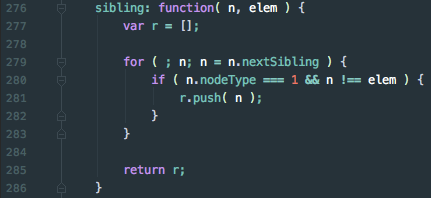 276 sibling: function( n, elem ) {
277 var r = [];
278
279 for ( ; n; n = n.nextSibling ) {
280 if ( n.nodeType === 1 && n !== elem ) {
281 r.push( n );
282 }
283 }
284
285 return r;
286 }